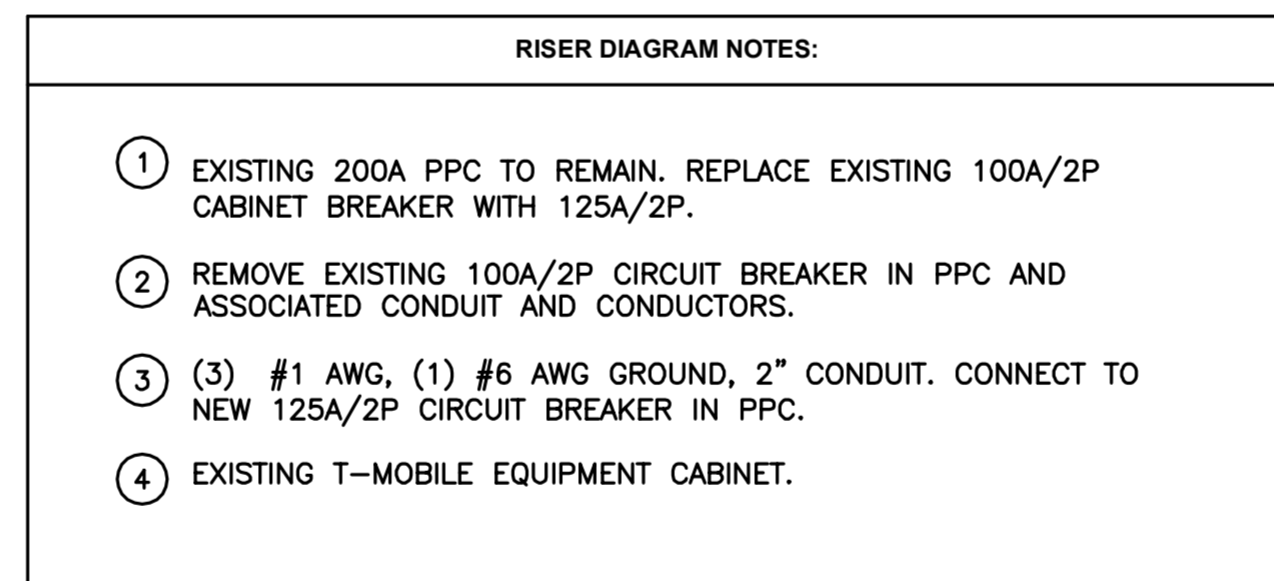 RISER DIAGRAM NOTES:
1 EXISTING 200A PPC TO REMAIN. REPLACE EXISTING 100A/2P
CABINET BREAKER WITH 125A/2P.
2 REMOVE EXISTING 100A/2P CIRCUIT BREAKER IN PPC AND
ASSOCIATED CONDUIT AND CONDUCTORS.
3 (3) #1 AWG, (1) #6 AWG GROUND, 2" CONDUIT. CONNECT TO
NEW 125A/2P CIRCUIT BREAKER IN PPC.
4 EXISTING T-MOBILE EQUIPMENT CABINET.